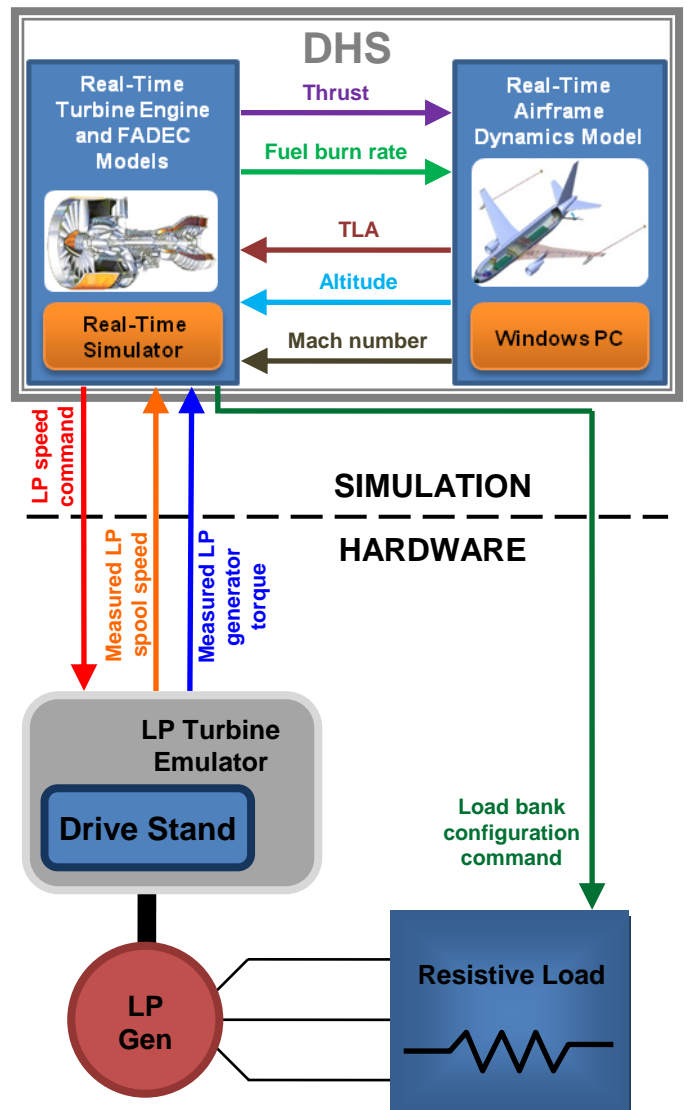 DHS
Real-Time
Turbine Engine
and FADEC
Models
Real-Time
Simulator
Thrust
Fuel burn rate
TLA
Altitude
Mach number
Real-Time
Airframe
Dynamics Model
Windows PC
LP speed
command
Measured LP
spool speed
Measured LP
generator
torque
SIMULATION
HARDWARE
LP Turbine
Emulator
Drive Stand
Load bank
configuration
command
LP
Gen
Resistive Load